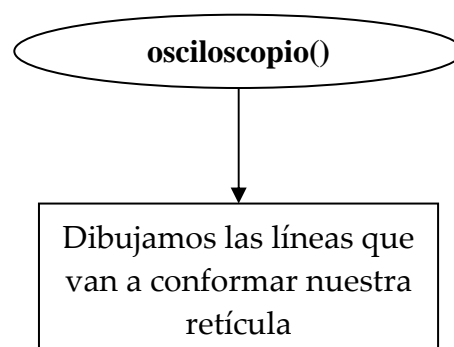 osciloscopio()
Dibujamos las líneas que
van a conformar nuestra
retícula